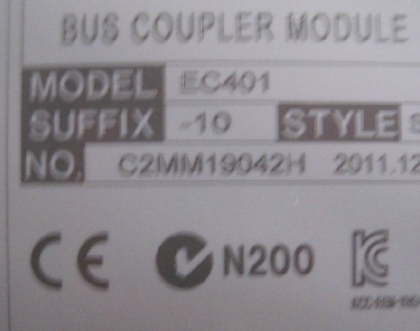 BUS COUPLER MODULE
MODEL EC401
SUFFIX -10 STYLE S
NO. C2MM19042H 2011.12
CE N200